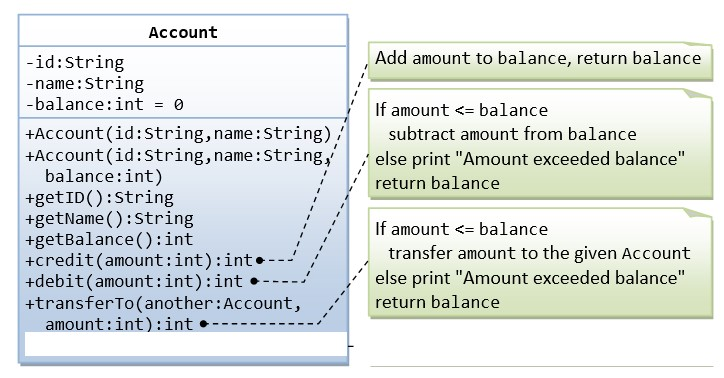 Account
-id:String
-name:String
-balance:int = 0
+Account(id:String,name:String)
+Account(id:String,name:String,
balance:int)
+getID():String
+getName():String
+getBalance():int
+credit(amount:int):int
+debit(amount:int):int
+transferTo(another:Account,
amount:int):int
Add amount to balance, return balance
If amount <= balance
subtract amount from balance
else print "Amount exceeded balance"
return balance
If amount <= balance
transfer amount to the given Account
else print "Amount exceeded balance"
return balance